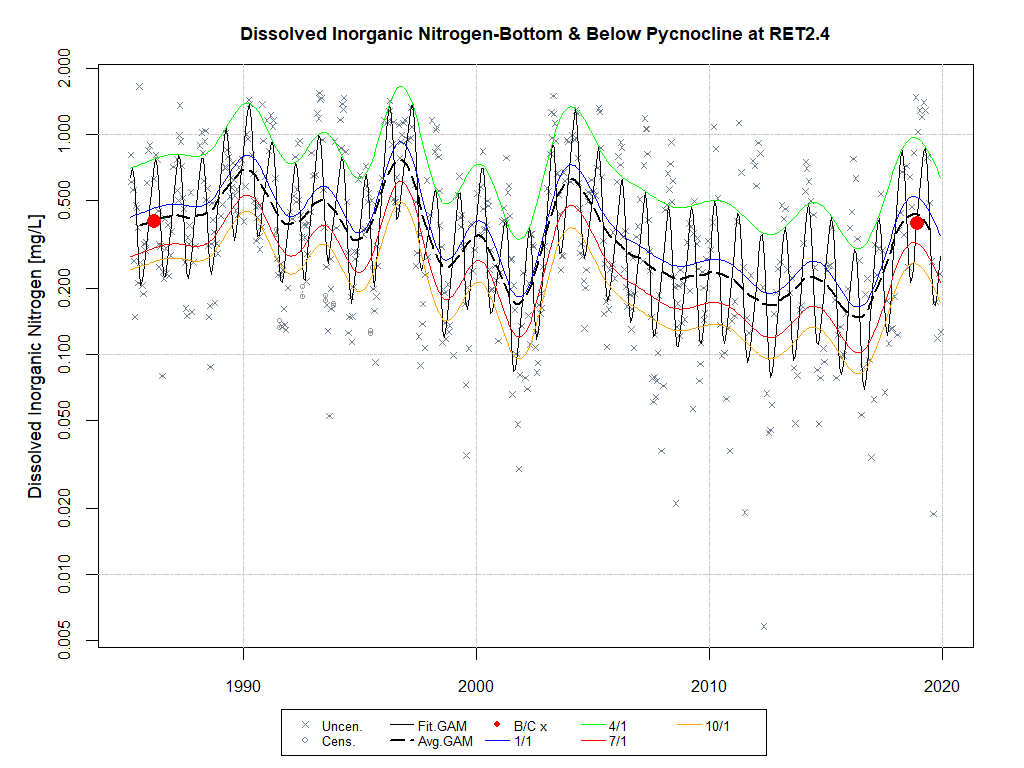 Dissolved Inorganic Nitrogen-Bottom & Below Pycnocline at RET2.4
Dissolved Inorganic Nitrogen [mg/L]
2.000
1.000
0.500
0.200
0.100
0.050
0.020
0.010
0.005
1990 2000 2010 2020
Uncen. Fit.GAM B/C x 4/1 10/1
Cens. Avg.GAM 1/1 7/1